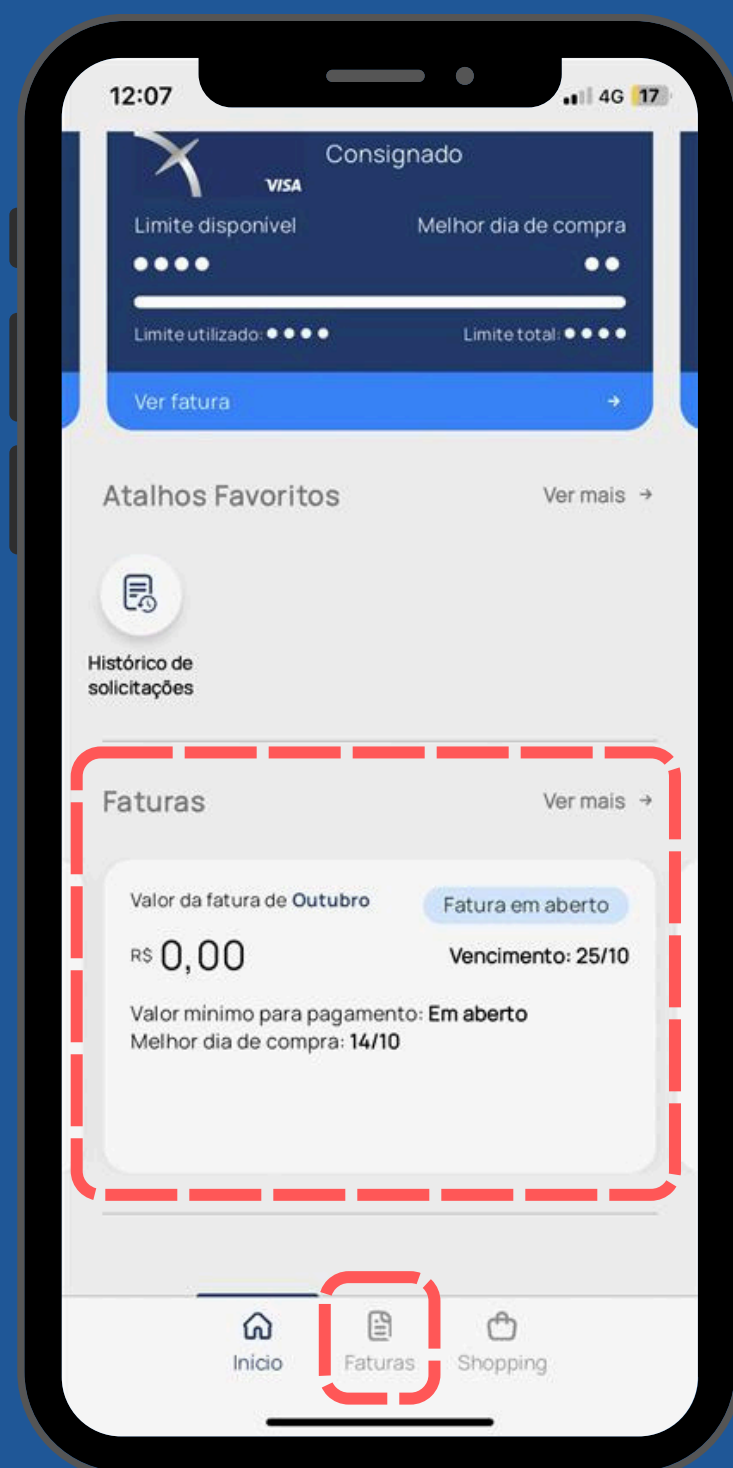 12:07
4G 17
Consignado
VISA
Limite disponível Melhor dia de compra
•••• ••
Limite utilizado: •••• Limite total: ••••
Ver fatura →
Atalhos Favoritos Ver mais →
Histórico de
solicitações
Faturas Ver mais →
Valor da fatura de Outubro Fatura em aberto
R$ 0,00 Vencimento: 25/10
Valor mínimo para pagamento: Em aberto
Melhor dia de compra: 14/10
Início Faturas Shopping